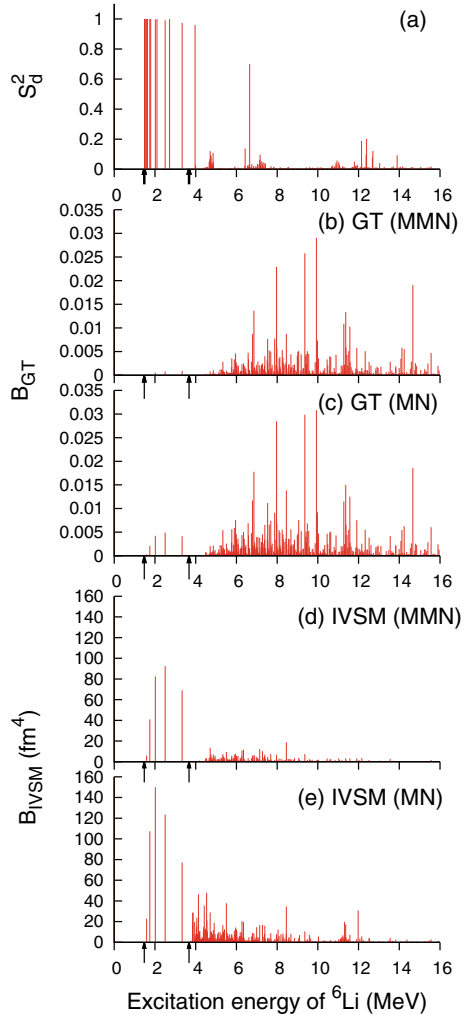 (a)
S_d^2
1
0.8
0.6
0.4
0.2
0
0 2 4 6 8 10 12 14 16
(b) GT (MMN)
0.035
0.03
0.025
0.02
0.015
0.01
0.005
0
0 2 4 6 8 10 12 14 16
B_GT
(c) GT (MN)
0.035
0.03
0.025
0.02
0.015
0.01
0.005
0
0 2 4 6 8 10 12 14 16
(d) IVSM (MMN)
160
140
120
100
80
60
40
20
0
0 2 4 6 8 10 12 14 16
B_IVSM (fm^4)
(e) IVSM (MN)
160
140
120
100
80
60
40
20
0
0 2 4 6 8 10 12 14 16
Excitation energy of ^6Li (MeV)